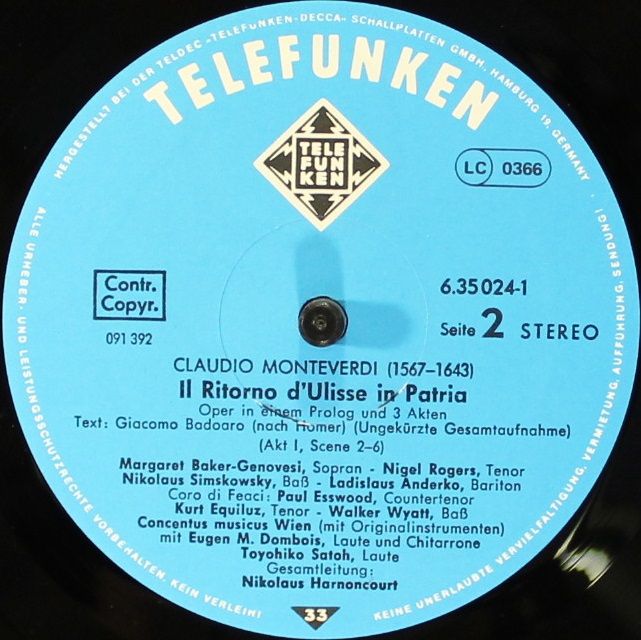 HERGESTELLT BEI DER TELDEC »TELEFUNKEN-DECCA« SCHALLPLATTEN GMBH., HAMBURG 19, GERMANY
TELEFUNKEN
TELE
FUN
KEN
LC 0366
Contr.
Copyr.
091 392
6.35024-1
Seite 2 STEREO
CLAUDIO MONTEVERDI (1567–1643)
Il Ritorno d'Ulisse in Patria
Oper in einem Prolog und 3 Akten
Text: Giacomo Badoaro (nach Homer) (Ungekürzte Gesamtaufnahme)
(Akt I, Scene 2–6)
Margaret Baker-Genovesi, Sopran - Nigel Rogers, Tenor
Nikolaus Simskowsky, Baß - Ladislaus Anderko, Bariton
Coro di Feaci: Paul Esswood, Countertenor
Kurt Equiluz, Tenor - Walker Wyatt, Baß
Concentus musicus Wien (mit Originalinstrumenten)
mit Eugen M. Dombois, Laute und Chitarrone
Toyohiko Satoh, Laute
Gesamtleitung:
Nikolaus Harnoncourt
33
ALLE URHEBER- UND LEISTUNGSSCHUTZRECHTE VORBEHALTEN. KEIN VERLEIH!
KEINE UNERLAUBTE VERVIELFÄLTIGUNG, VERMIETUNG, AUFFÜHRUNG, SENDUNG!